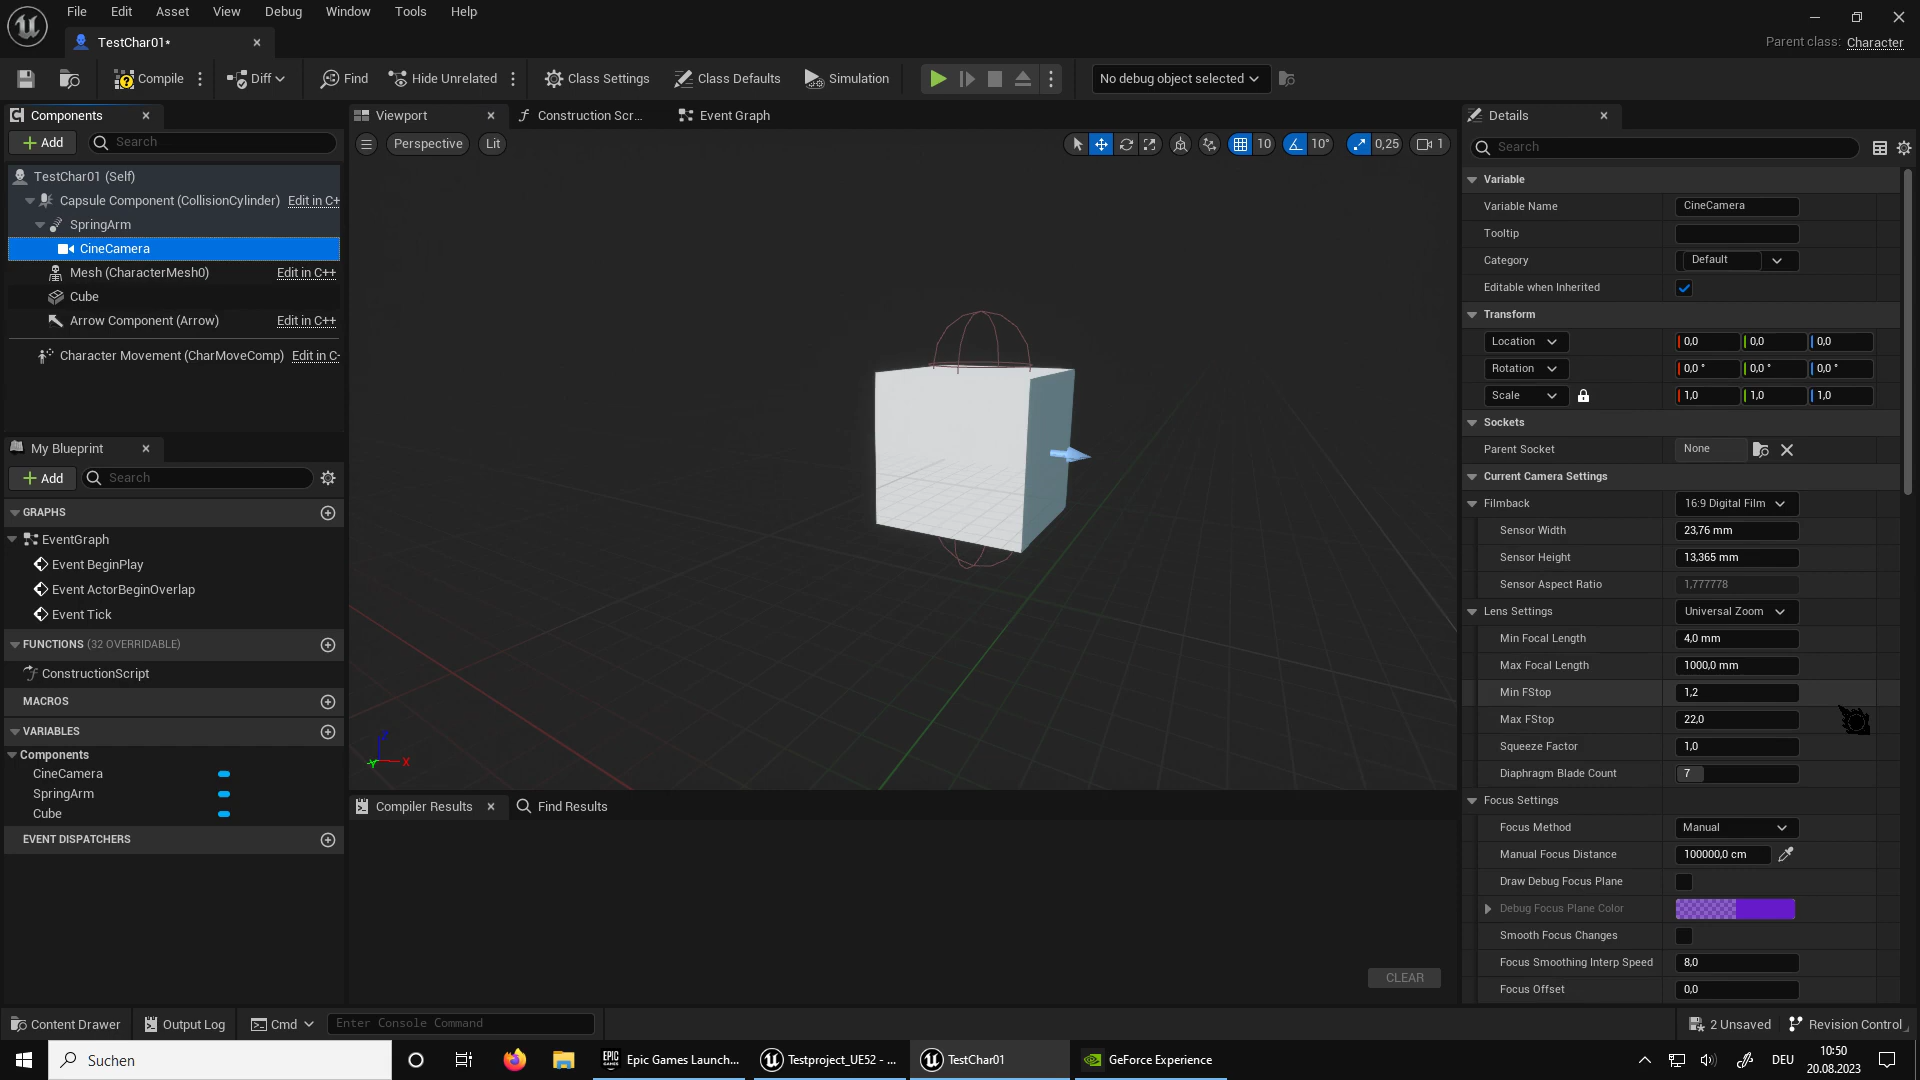 File Edit Asset View Debug Window Tools Help
TestChar01*
Parent class: Character
Compile
Diff
Find
Hide Unrelated
Class Settings
Class Defaults
Simulation
No debug object selected
Components
Add
Search
TestChar01 (Self)
Capsule Component (CollisionCylinder) Edit in C+
SpringArm
CineCamera
Mesh (CharacterMesh0) Edit in C++
Cube
Arrow Component (Arrow) Edit in C++
Character Movement (CharMoveComp) Edit in C-
My Blueprint
Add
Search
GRAPHS
EventGraph
Event BeginPlay
Event ActorBeginOverlap
Event Tick
FUNCTIONS (32 OVERRIDABLE)
ConstructionScript
MACROS
VARIABLES
Components
CineCamera
SpringArm
Cube
EVENT DISPATCHERS
Viewport
Construction Scr...
Event Graph
Perspective
Lit
10
10°
0,25
1
X
Compiler Results
Find Results
CLEAR
Details
Search
Variable
Variable Name CineCamera
Tooltip
Category Default
Editable when Inherited
Transform
Location 0,0 0,0 0,0
Rotation 0,0 ° 0,0 ° 0,0 °
Scale 1,0 1,0 1,0
Sockets
Parent Socket None
Current Camera Settings
Filmback 16:9 Digital Film
Sensor Width 23,76 mm
Sensor Height 13,365 mm
Sensor Aspect Ratio 1,777778
Lens Settings Universal Zoom
Min Focal Length 4,0 mm
Max Focal Length 1000,0 mm
Min FStop 1,2
Max FStop 22,0
Squeeze Factor 1,0
Diaphragm Blade Count 7
Focus Settings
Focus Method Manual
Manual Focus Distance 100000,0 cm
Draw Debug Focus Plane
Debug Focus Plane Color
Smooth Focus Changes
Focus Smoothing Interp Speed 8,0
Focus Offset 0,0
Content Drawer
Output Log
Cmd
Enter Console Command
2 Unsaved
Revision Control
Suchen
EPIC GAMES
Epic Games Launch...
Testproject_UE52 - ...
TestChar01
GeForce Experience
DEU
10:50
20.08.2023